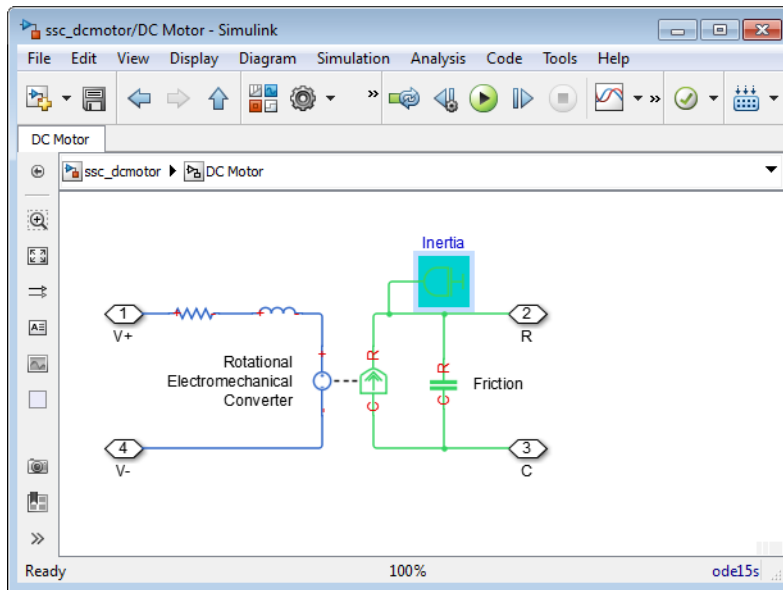 ssc_dcmotor/DC Motor - Simulink
File Edit View Display Diagram Simulation Analysis Code Tools Help
» »
DC Motor
ssc_dcmotor DC Motor
Inertia
1
V+
+ +
2
R
Rotational
Electromechanical
Converter
+
-
R
C
R
C
Friction
4
V-
3
C
A
»
Ready 100% ode15s